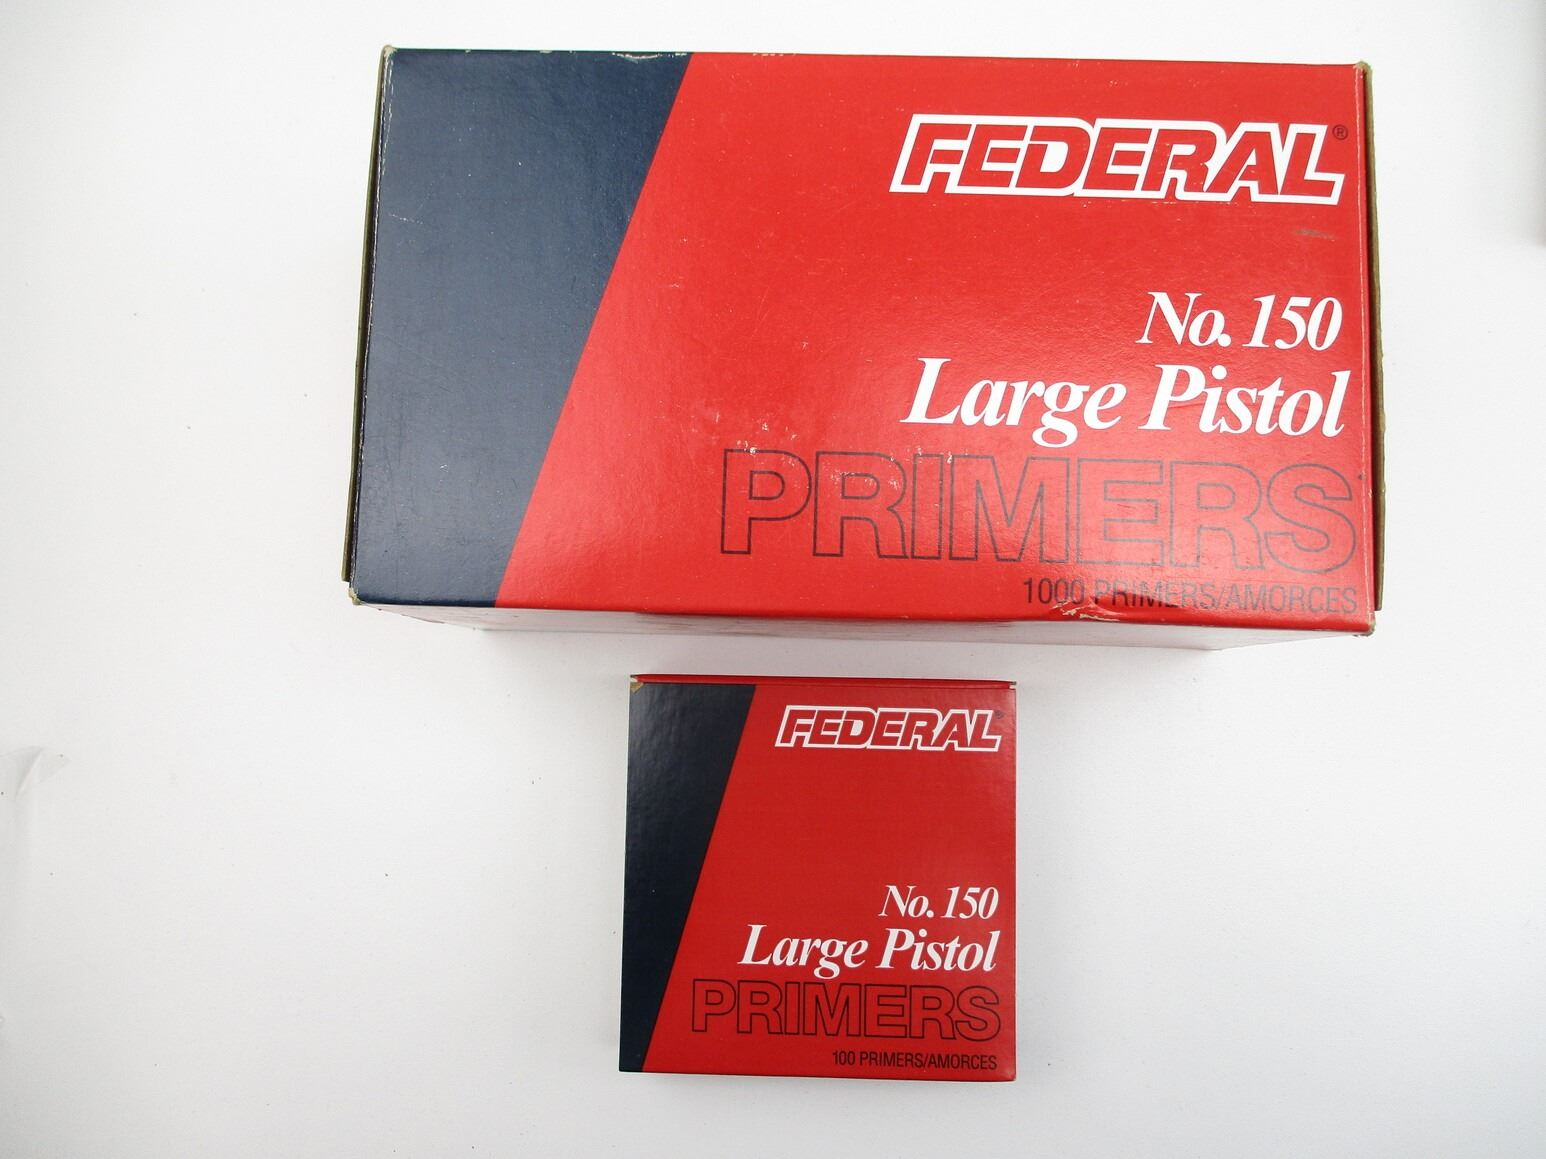 FEDERAL®
No. 150
Large Pistol
PRIMERS
1000 PRIMERS/AMORCES
FEDERAL®
No. 150
Large Pistol
PRIMERS
100 PRIMERS/AMORCES